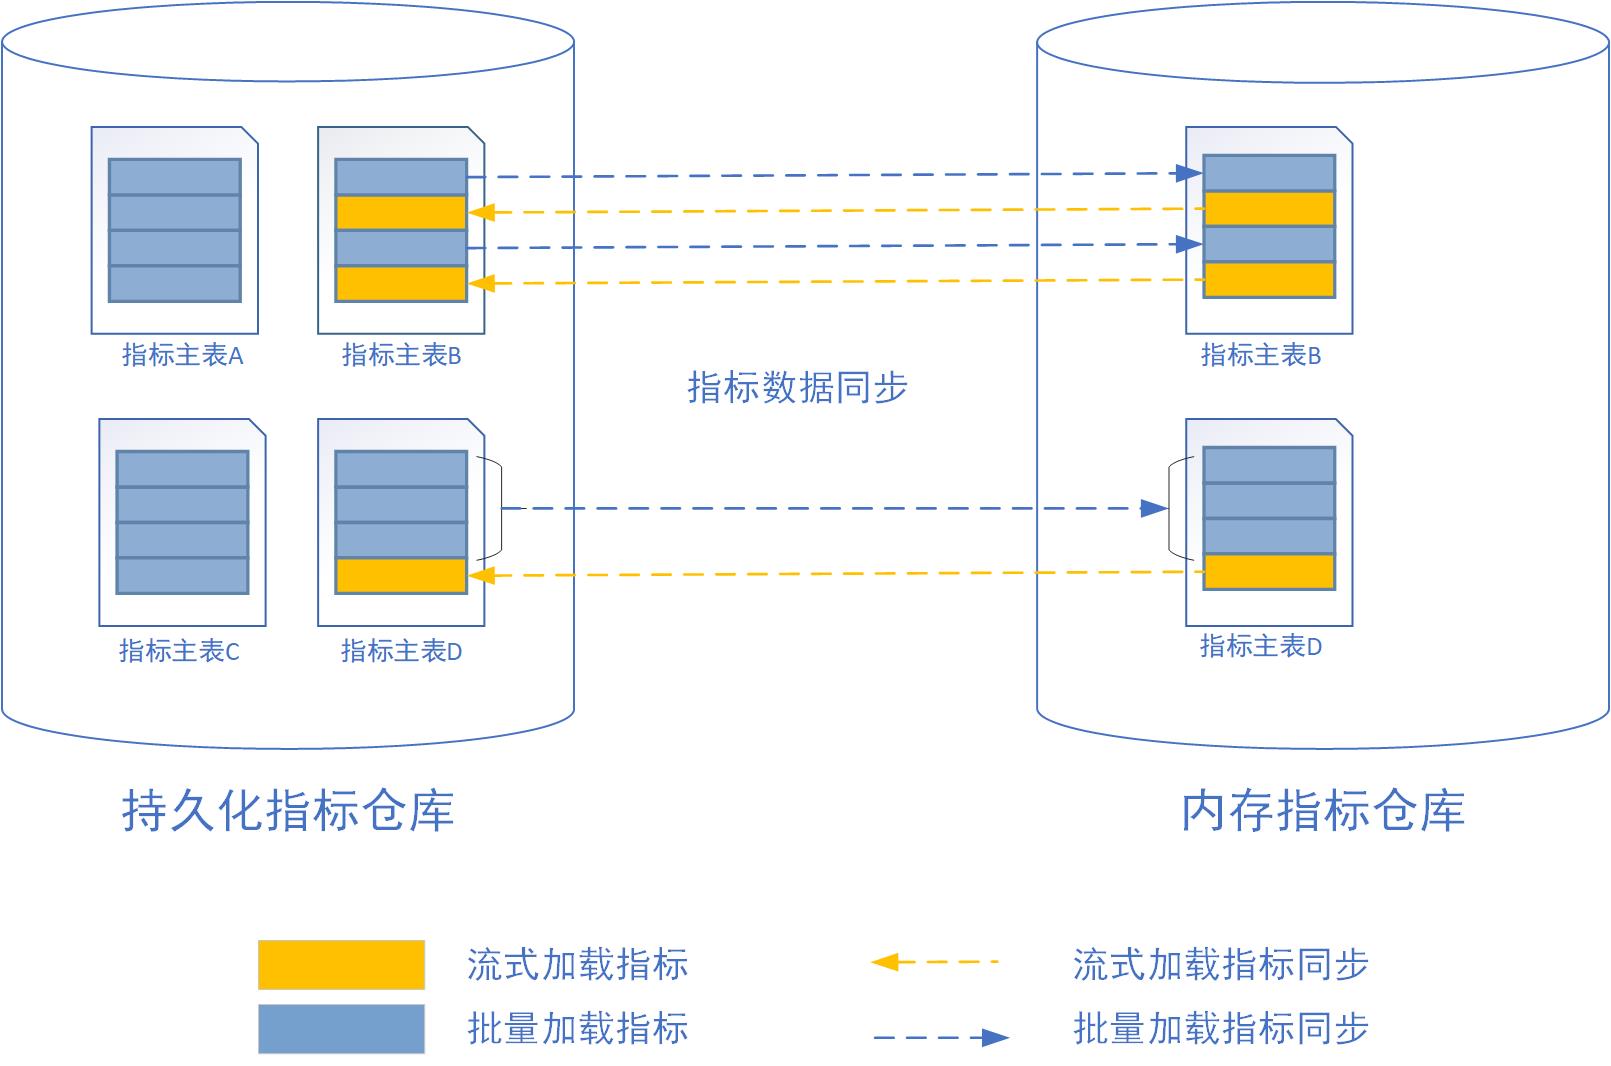 指标主表A
指标主表B
指标主表B
指标数据同步
指标主表C
指标主表D
指标主表D
持久化指标仓库
内存指标仓库
流式加载指标
流式加载指标同步
批量加载指标
批量加载指标同步